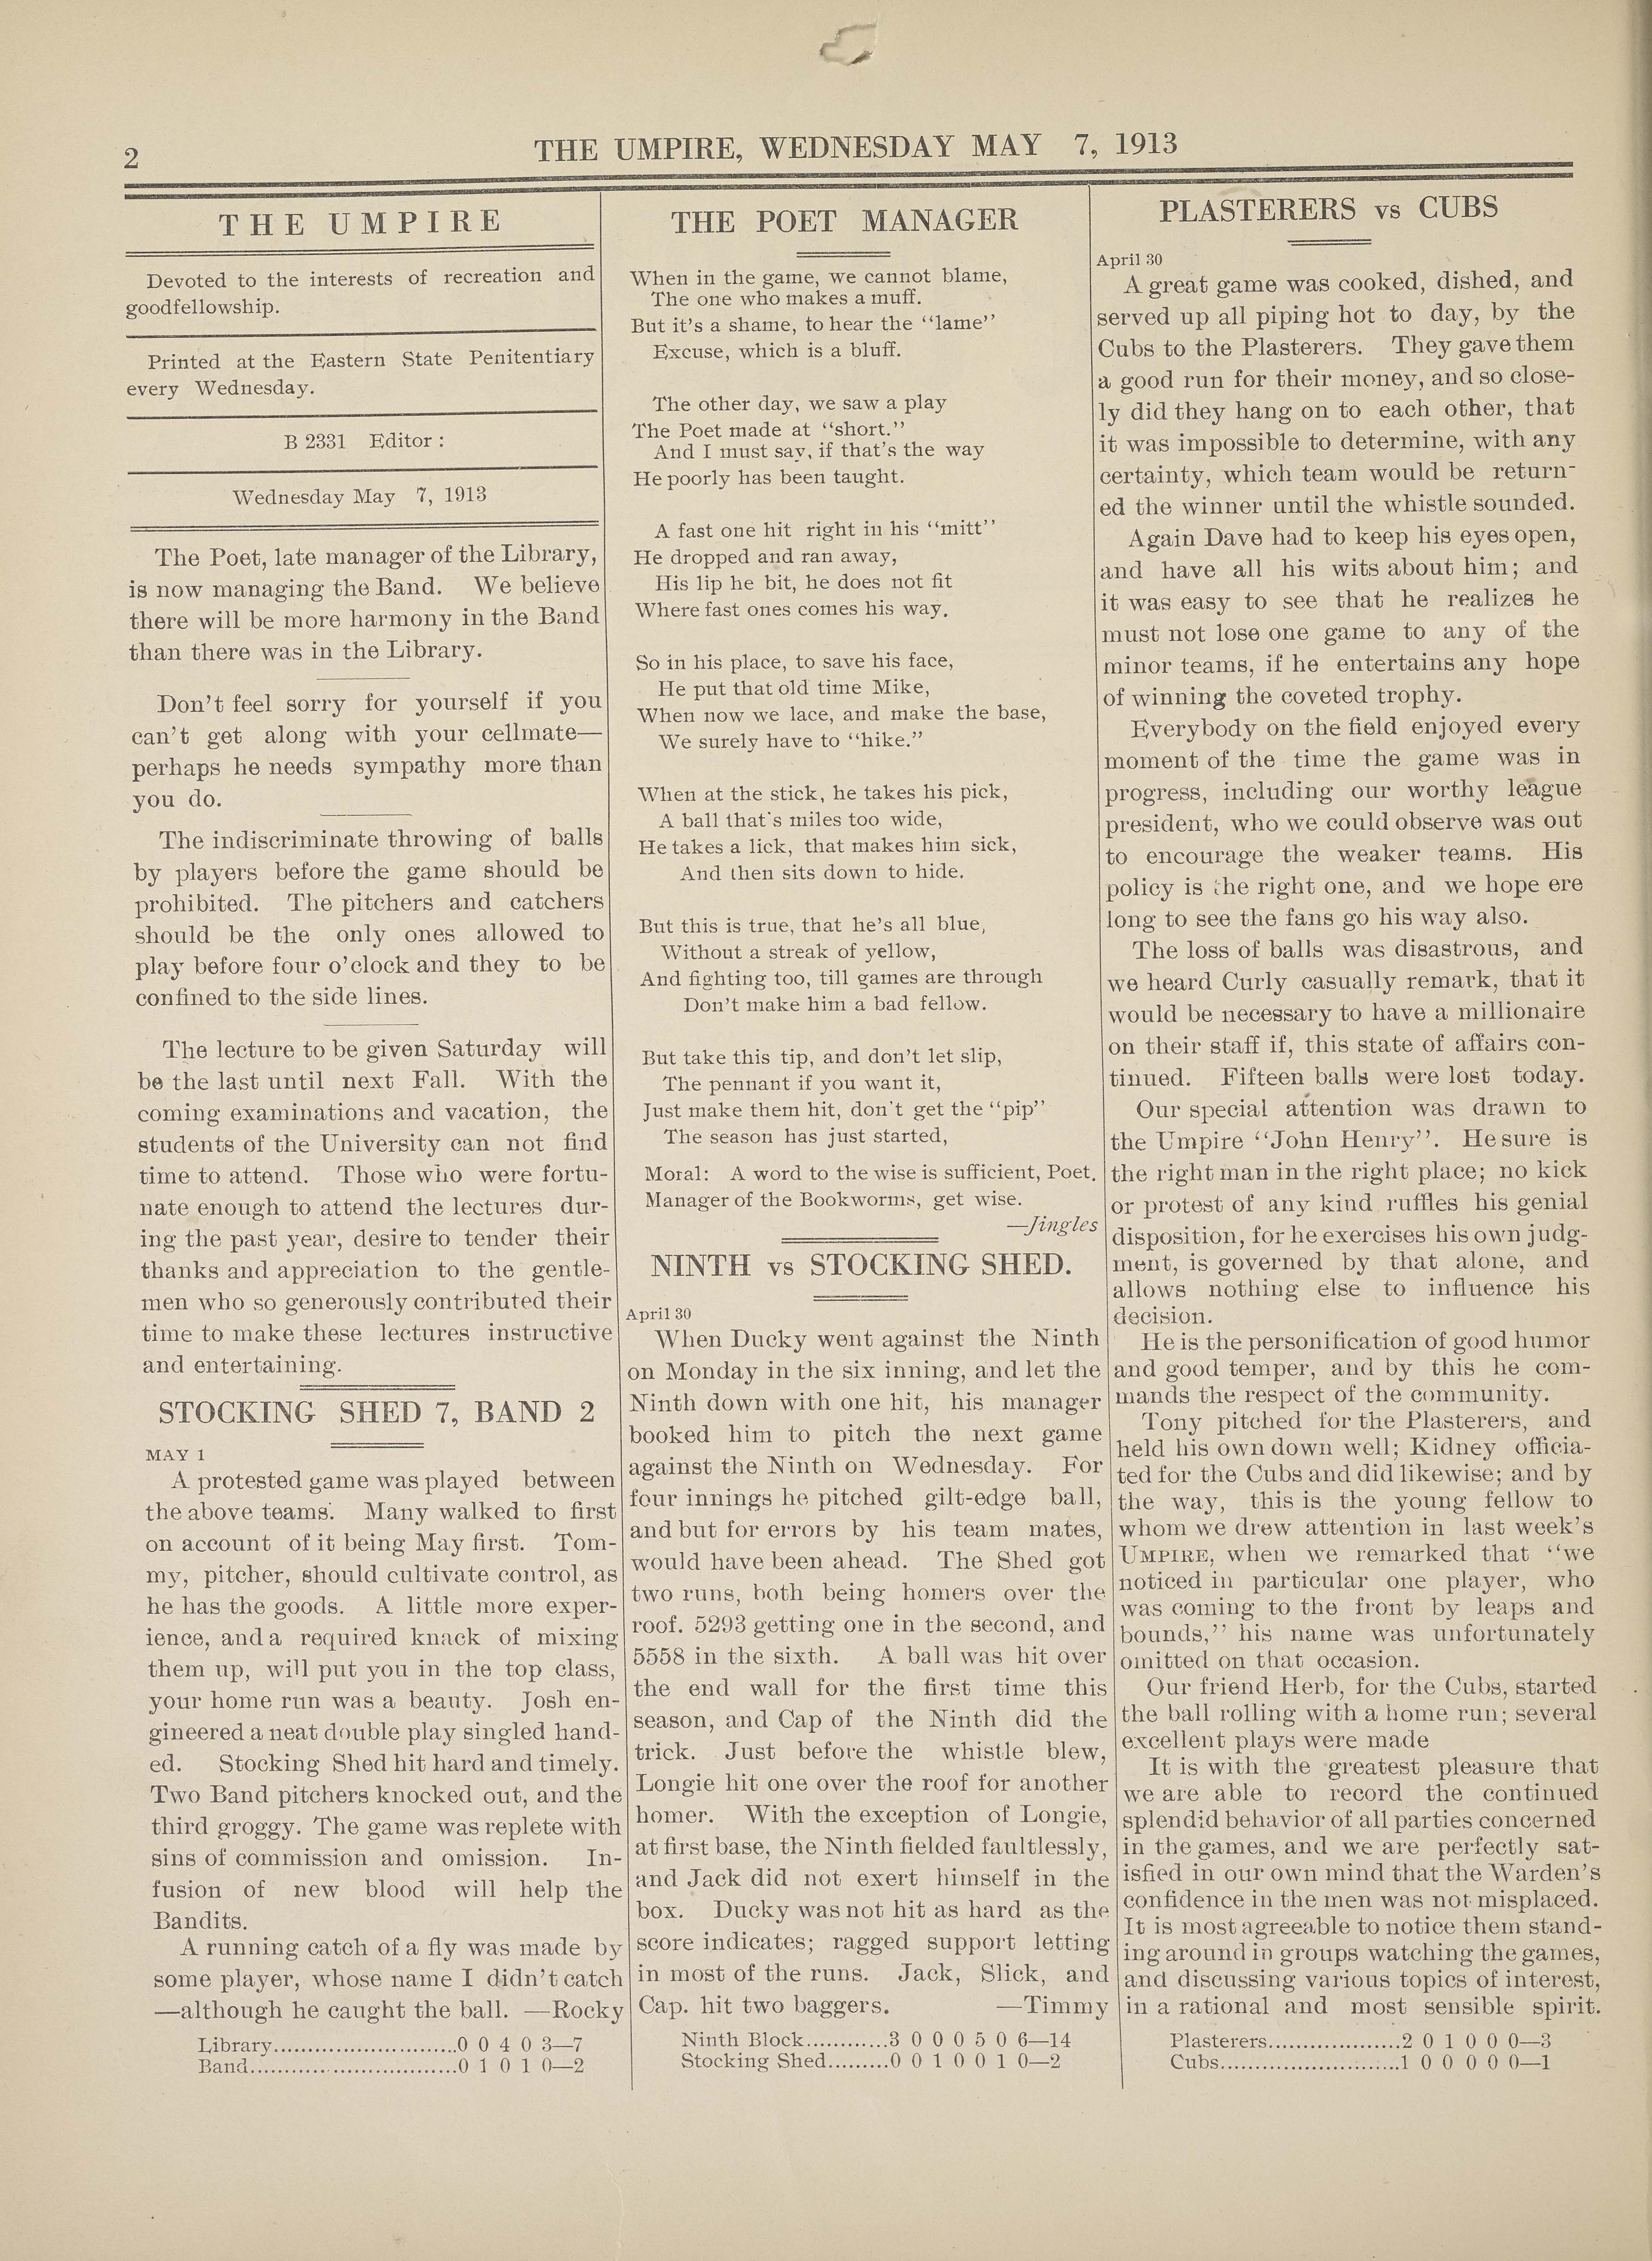 2
THE UMPIRE, WEDNESDAY MAY 7, 1913
THE UMPIRE
Devoted to the interests of recreation and
goodfellowship.
Printed at the Eastern State Penitentiary
every Wednesday.
B 2331 Editor :
Wednesday May 7, 1913
The Poet, late manager of the Library,
is now managing the Band. We believe
there will be more harmony in the Band
than there was in the Library.
Don't feel sorry for yourself if you
can't get along with your cellmate—
perhaps he needs sympathy more than
you do.
The indiscriminate throwing of balls
by players before the game should be
prohibited. The pitchers and catchers
should be the only ones allowed to
play before four o'clock and they to be
confined to the side lines.
The lecture to be given Saturday will
be the last until next Fall. With the
coming examinations and vacation, the
students of the University can not find
time to attend. Those who were fortu-
nate enough to attend the lectures dur-
ing the past year, desire to tender their
thanks and appreciation to the gentle-
men who so generously contributed their
time to make these lectures instructive
and entertaining.
STOCKING SHED 7, BAND 2
MAY 1
A protested game was played between
the above teams. Many walked to first
on account of it being May first. Tom-
my, pitcher, should cultivate control, as
he has the goods. A little more exper-
ience, and a required knack of mixing
them up, will put you in the top class,
your home run was a beauty. Josh en-
gineered a neat double play singled hand-
ed. Stocking Shed hit hard and timely.
Two Band pitchers knocked out, and the
third groggy. The game was replete with
sins of commission and omission. In-
fusion of new blood will help the
Bandits.
A running catch of a fly was made by
some player, whose name I didn't catch
—although he caught the ball. —Rocky
Library...........................0 0 4 0 3—7
Band...............................0 1 0 1 0—2
THE POET MANAGER
When in the game, we cannot blame,
The one who makes a muff.
But it's a shame, to hear the "lame"
Excuse, which is a bluff.
The other day, we saw a play
The Poet made at "short."
And I must say, if that's the way
He poorly has been taught.
A fast one hit right in his "mitt"
He dropped and ran away,
His lip he bit, he does not fit
Where fast ones comes his way.
So in his place, to save his face,
He put that old time Mike,
When now we lace, and make the base,
We surely have to "hike."
When at the stick, he takes his pick,
A ball that's miles too wide,
He takes a lick, that makes him sick,
And then sits down to hide.
But this is true, that he's all blue,
Without a streak of yellow,
And fighting too, till games are through
Don't make him a bad fellow.
But take this tip, and don't let slip,
The pennant if you want it,
Just make them hit, don't get the "pip"
The season has just started,
Moral: A word to the wise is sufficient, Poet.
Manager of the Bookworms, get wise.
—Jingles
NINTH vs STOCKING SHED.
April 30
When Ducky went against the Ninth
on Monday in the six inning, and let the
Ninth down with one hit, his manager
booked him to pitch the next game
against the Ninth on Wednesday. For
four innings he pitched gilt-edge ball,
and but for errors by his team mates,
would have been ahead. The Shed got
two runs, both being homers over the
roof. 5293 getting one in the second, and
5558 in the sixth. A ball was hit over
the end wall for the first time this
season, and Cap of the Ninth did the
trick. Just before the whistle blew,
Longie hit one over the roof for another
homer. With the exception of Longie,
at first base, the Ninth fielded faultlessly,
and Jack did not exert himself in the
box. Ducky was not hit as hard as the
score indicates; ragged support letting
in most of the runs. Jack, Slick, and
Cap. hit two baggers. —Timmy
Ninth Block............3 0 0 0 5 0 6—14
Stocking Shed.........0 0 1 0 0 1 0—2
PLASTERERS vs CUBS
April 30
A great game was cooked, dished, and
served up all piping hot to day, by the
Cubs to the Plasterers. They gave them
a good run for their money, and so close-
ly did they hang on to each other, that
it was impossible to determine, with any
certainty, which team would be return-
ed the winner until the whistle sounded.
Again Dave had to keep his eyes open,
and have all his wits about him; and
it was easy to see that he realizes he
must not lose one game to any of the
minor teams, if he entertains any hope
of winning the coveted trophy.
Everybody on the field enjoyed every
moment of the time the game was in
progress, including our worthy league
president, who we could observe was out
to encourage the weaker teams. His
policy is the right one, and we hope ere
long to see the fans go his way also.
The loss of balls was disastrous, and
we heard Curly casually remark, that it
would be necessary to have a millionaire
on their staff if, this state of affairs con-
tinued. Fifteen balls were lost today.
Our special attention was drawn to
the Umpire "John Henry". He sure is
the right man in the right place; no kick
or protest of any kind ruffles his genial
disposition, for he exercises his own judg-
ment, is governed by that alone, and
allows nothing else to influence his
decision.
He is the personification of good humor
and good temper, and by this he com-
mands the respect of the community.
Tony pitched for the Plasterers, and
held his own down well; Kidney officia-
ted for the Cubs and did likewise; and by
the way, this is the young fellow to
whom we drew attention in last week's
UMPIRE, when we remarked that "we
noticed in particular one player, who
was coming to the front by leaps and
bounds," his name was unfortunately
omitted on that occasion.
Our friend Herb, for the Cubs, started
the ball rolling with a home run; several
excellent plays were made
It is with the greatest pleasure that
we are able to record the continued
splendid behavior of all parties concerned
in the games, and we are perfectly sat-
isfied in our own mind that the Warden's
confidence in the men was not misplaced.
It is most agreeable to notice them stand-
ing around in groups watching the games,
and discussing various topics of interest,
in a rational and most sensible spirit.
Plasterers....................2 0 1 0 0 0—3
Cubs...........................1 0 0 0 0 0—1